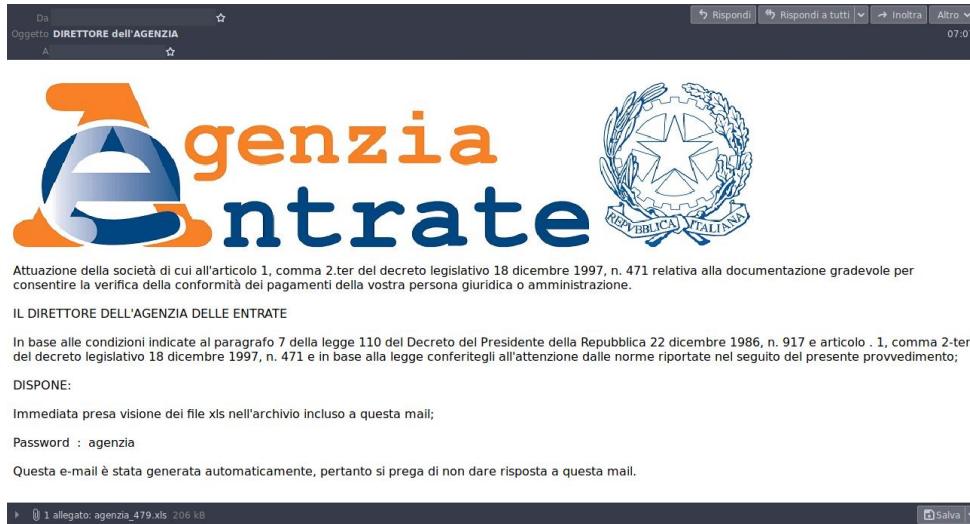 Da
Rispondi
Rispondi a tutti
Inoltra
Altro
Oggetto DIRETTORE dell'AGENZIA
A
Agenzia
entrate
REPVBBLICA ITALIANA
Attuazione della società di cui all'articolo 1, comma 2.ter del decreto legislativo 18 dicembre 1997, n. 471 relativa alla documentazione gradevole per
consentire la verifica della conformità dei pagamenti della vostra persona giuridica o amministrazione.
IL DIRETTORE DELL'AGENZIA DELLE ENTRATE
In base alle condizioni indicate al paragrafo 7 della legge 110 del Decreto del Presidente della Repubblica 22 dicembre 1986, n. 917 e articolo . 1, comma 2-ter
del decreto legislativo 18 dicembre 1997, n. 471 e in base alla legge conferitegli all'attenzione dalle norme riportate nel seguito del presente provvedimento;
DISPONE:
Immediata presa visione dei file xls nell'archivio incluso a questa mail;
Password : agenzia
Questa e-mail è stata generata automaticamente, pertanto si prega di non dare risposta a questa mail.
1 allegato: agenzia_479.xls 206 kB
Salva